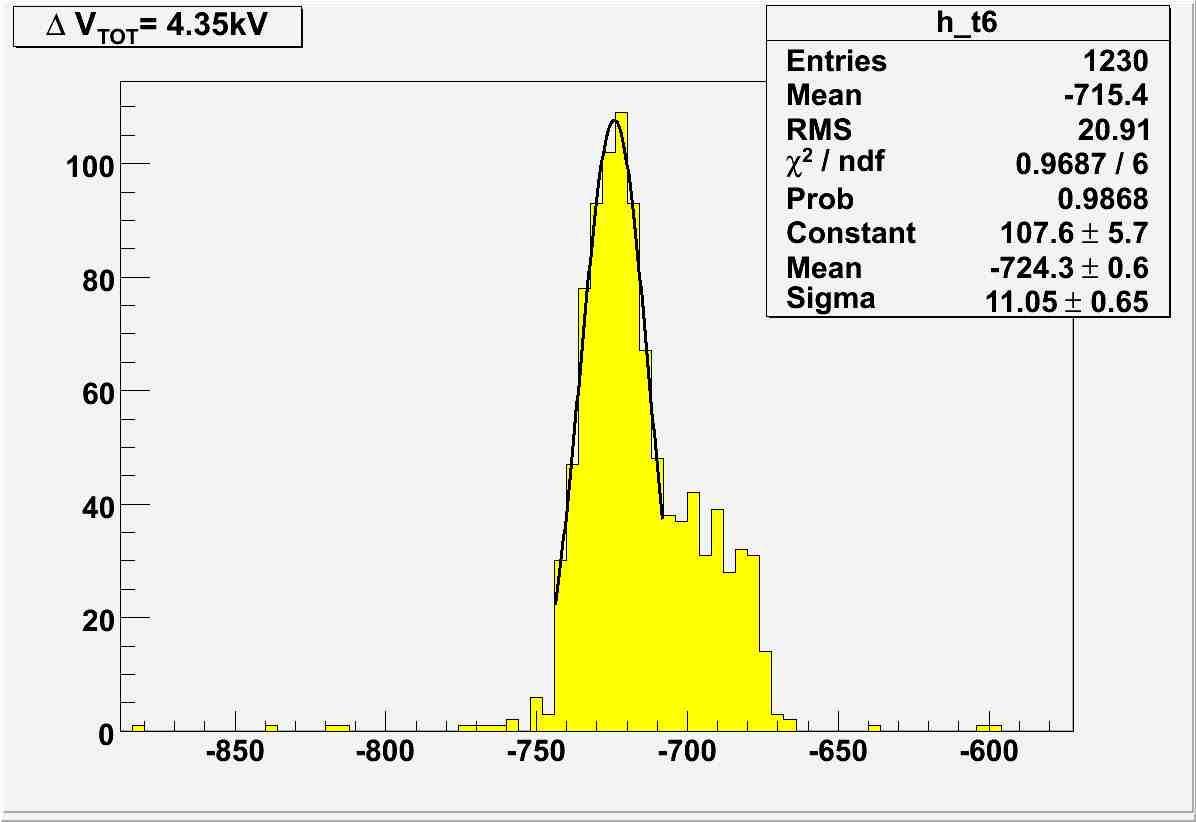 Δ V_TOT= 4.35kV
h_t6
Entries 1230
Mean -715.4
RMS 20.91
χ² / ndf 0.9687 / 6
Prob 0.9868
Constant 107.6 ± 5.7
Mean -724.3 ± 0.6
Sigma 11.05 ± 0.65
100
80
60
40
20
0
-850 -800 -750 -700 -650 -600